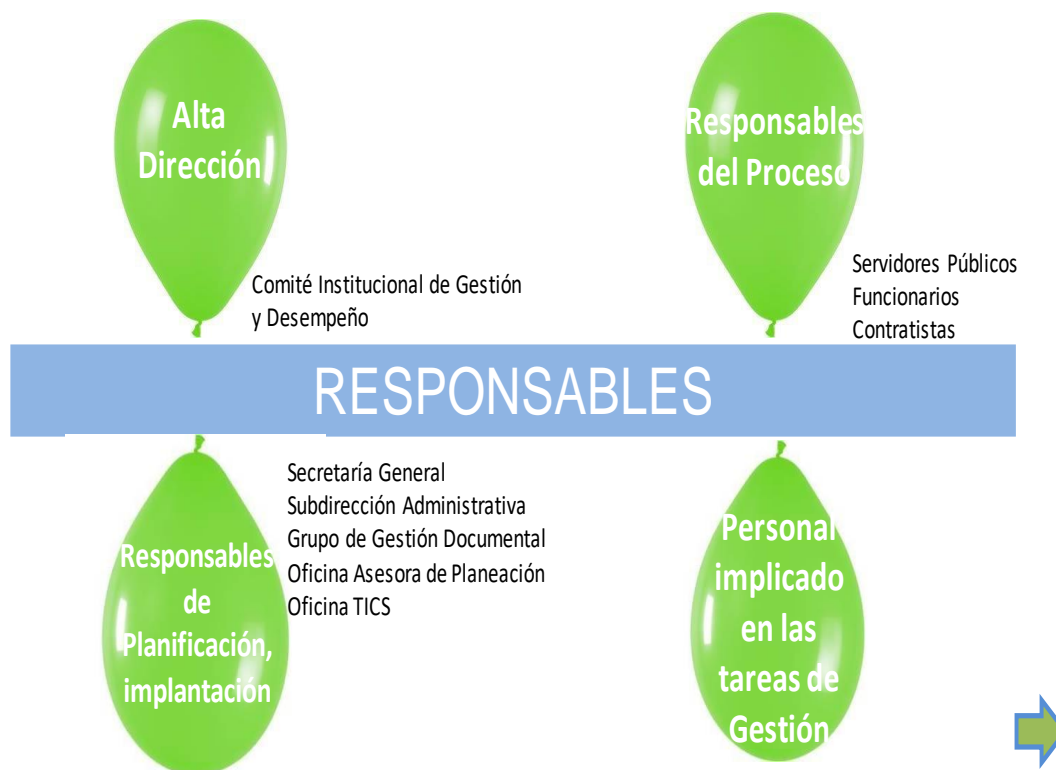 Alta
Dirección
Comité Institucional de Gestión
y Desempeño
Responsables
del Proceso
Servidores Públicos
Funcionarios
Contratistas
RESPONSABLES
Responsables
de
Planificación,
implantación
Secretaría General
Subdirección Administrativa
Grupo de Gestión Documental
Oficina Asesora de Planeación
Oficina TICS
Personal
implicado
en las
tareas de
Gestión